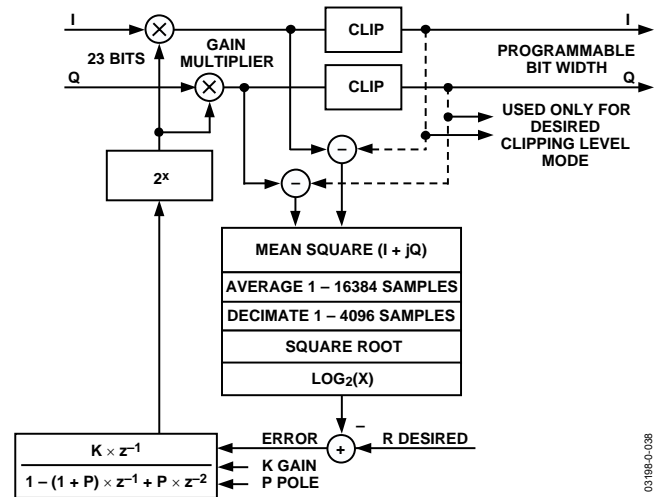 I
CLIP
I
23 BITS
GAIN
MULTIPLIER
PROGRAMMABLE
BIT WIDTH
Q
CLIP
Q
USED ONLY FOR
DESIRED
CLIPPING LEVEL
MODE
2ˣ
–
–
MEAN SQUARE (I + jQ)
AVERAGE 1 – 16384 SAMPLES
DECIMATE 1 – 4096 SAMPLES
SQUARE ROOT
LOG₂(X)
–
ERROR
+
R DESIRED
K × z⁻¹
1 – (1 + P) × z⁻¹ + P × z⁻²
K GAIN
P POLE
03198-0-038